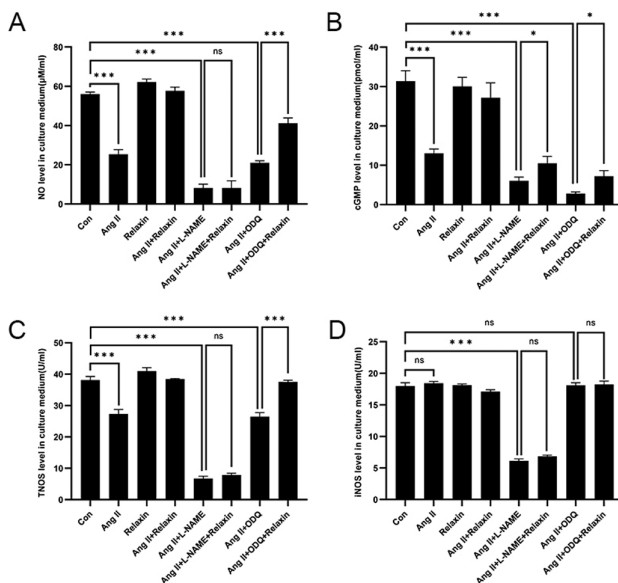 A
NO level in culture medium(μM/ml)
80
60
40
20
0
***
***
***
ns
***
Con
Ang II
Relaxin
Ang II+Relaxin
Ang II+L-NAME
Ang II+L-NAME+Relaxin
Ang II+ODQ
Ang II+ODQ+Relaxin
B
cGMP level in culture medium(pmol/ml)
40
30
20
10
0
***
***
***
*
*
Con
Ang II
Relaxin
Ang II+Relaxin
Ang II+L-NAME
Ang II+L-NAME+Relaxin
Ang II+ODQ
Ang II+ODQ+Relaxin
C
TNOS level in culture medium(U/ml)
50
40
30
20
10
0
***
***
***
ns
***
Con
Ang II
Relaxin
Ang II+Relaxin
Ang II+L-NAME
Ang II+L-NAME+Relaxin
Ang II+ODQ
Ang II+ODQ+Relaxin
D
iNOS level in culture medium(U/ml)
25
20
15
10
5
0
ns
***
ns
ns
ns
Con
Ang II
Relaxin
Ang II+Relaxin
Ang II+L-NAME
Ang II+L-NAME+Relaxin
Ang II+ODQ
Ang II+ODQ+Relaxin